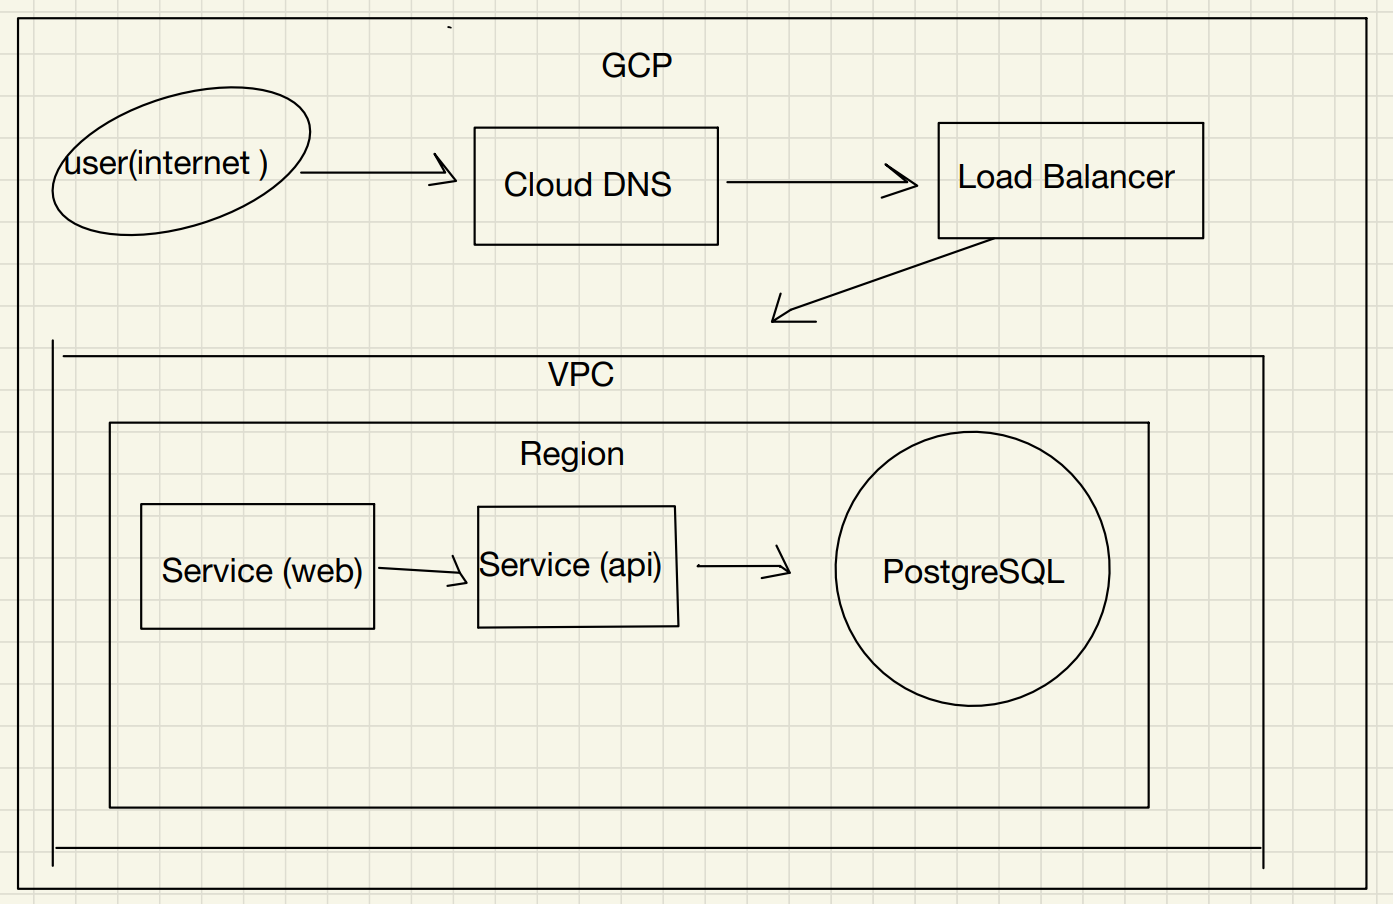 GCP
user(internet )
Cloud DNS
Load Balancer
VPC
Region
Service (web)
Service (api)
PostgreSQL